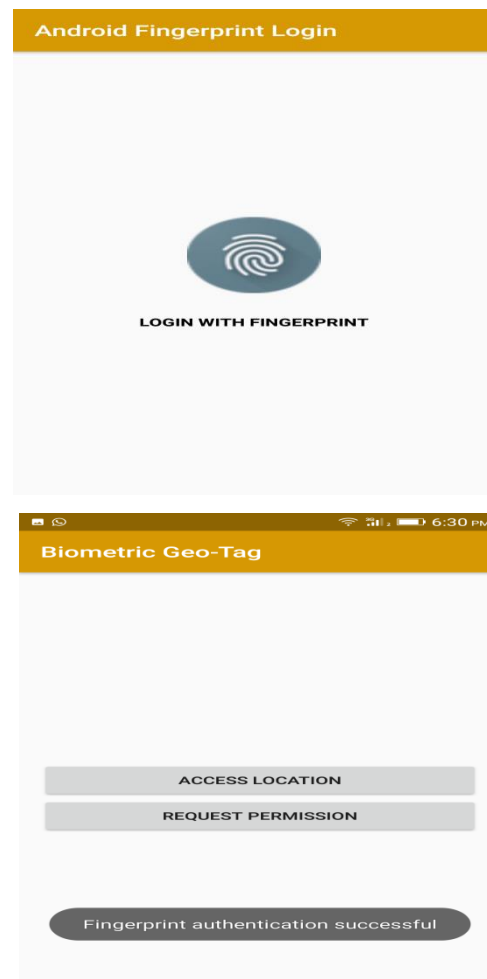 Android Fingerprint Login
LOGIN WITH FINGERPRINT
6:30 PM
Biometric Geo-Tag
ACCESS LOCATION
REQUEST PERMISSION
Fingerprint authentication successful